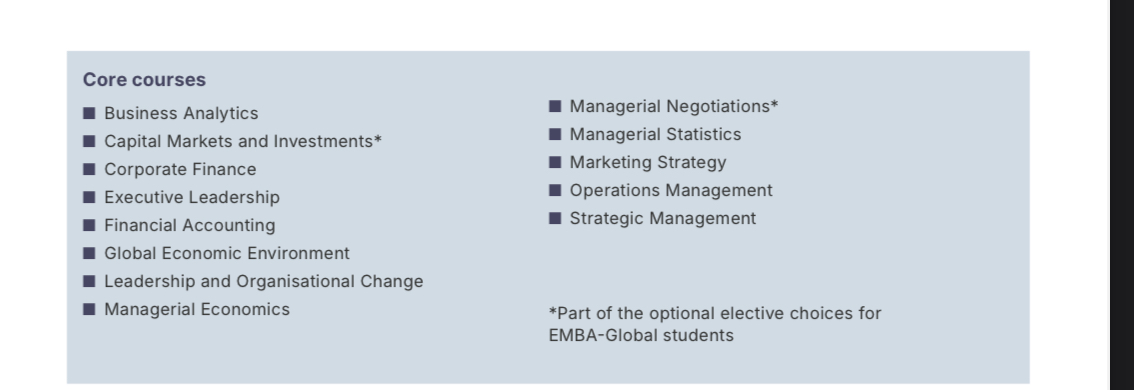 Core courses
Business Analytics
Capital Markets and Investments*
Corporate Finance
Executive Leadership
Financial Accounting
Global Economic Environment
Leadership and Organisational Change
Managerial Economics
Managerial Negotiations*
Managerial Statistics
Marketing Strategy
Operations Management
Strategic Management
*Part of the optional elective choices for
EMBA-Global students